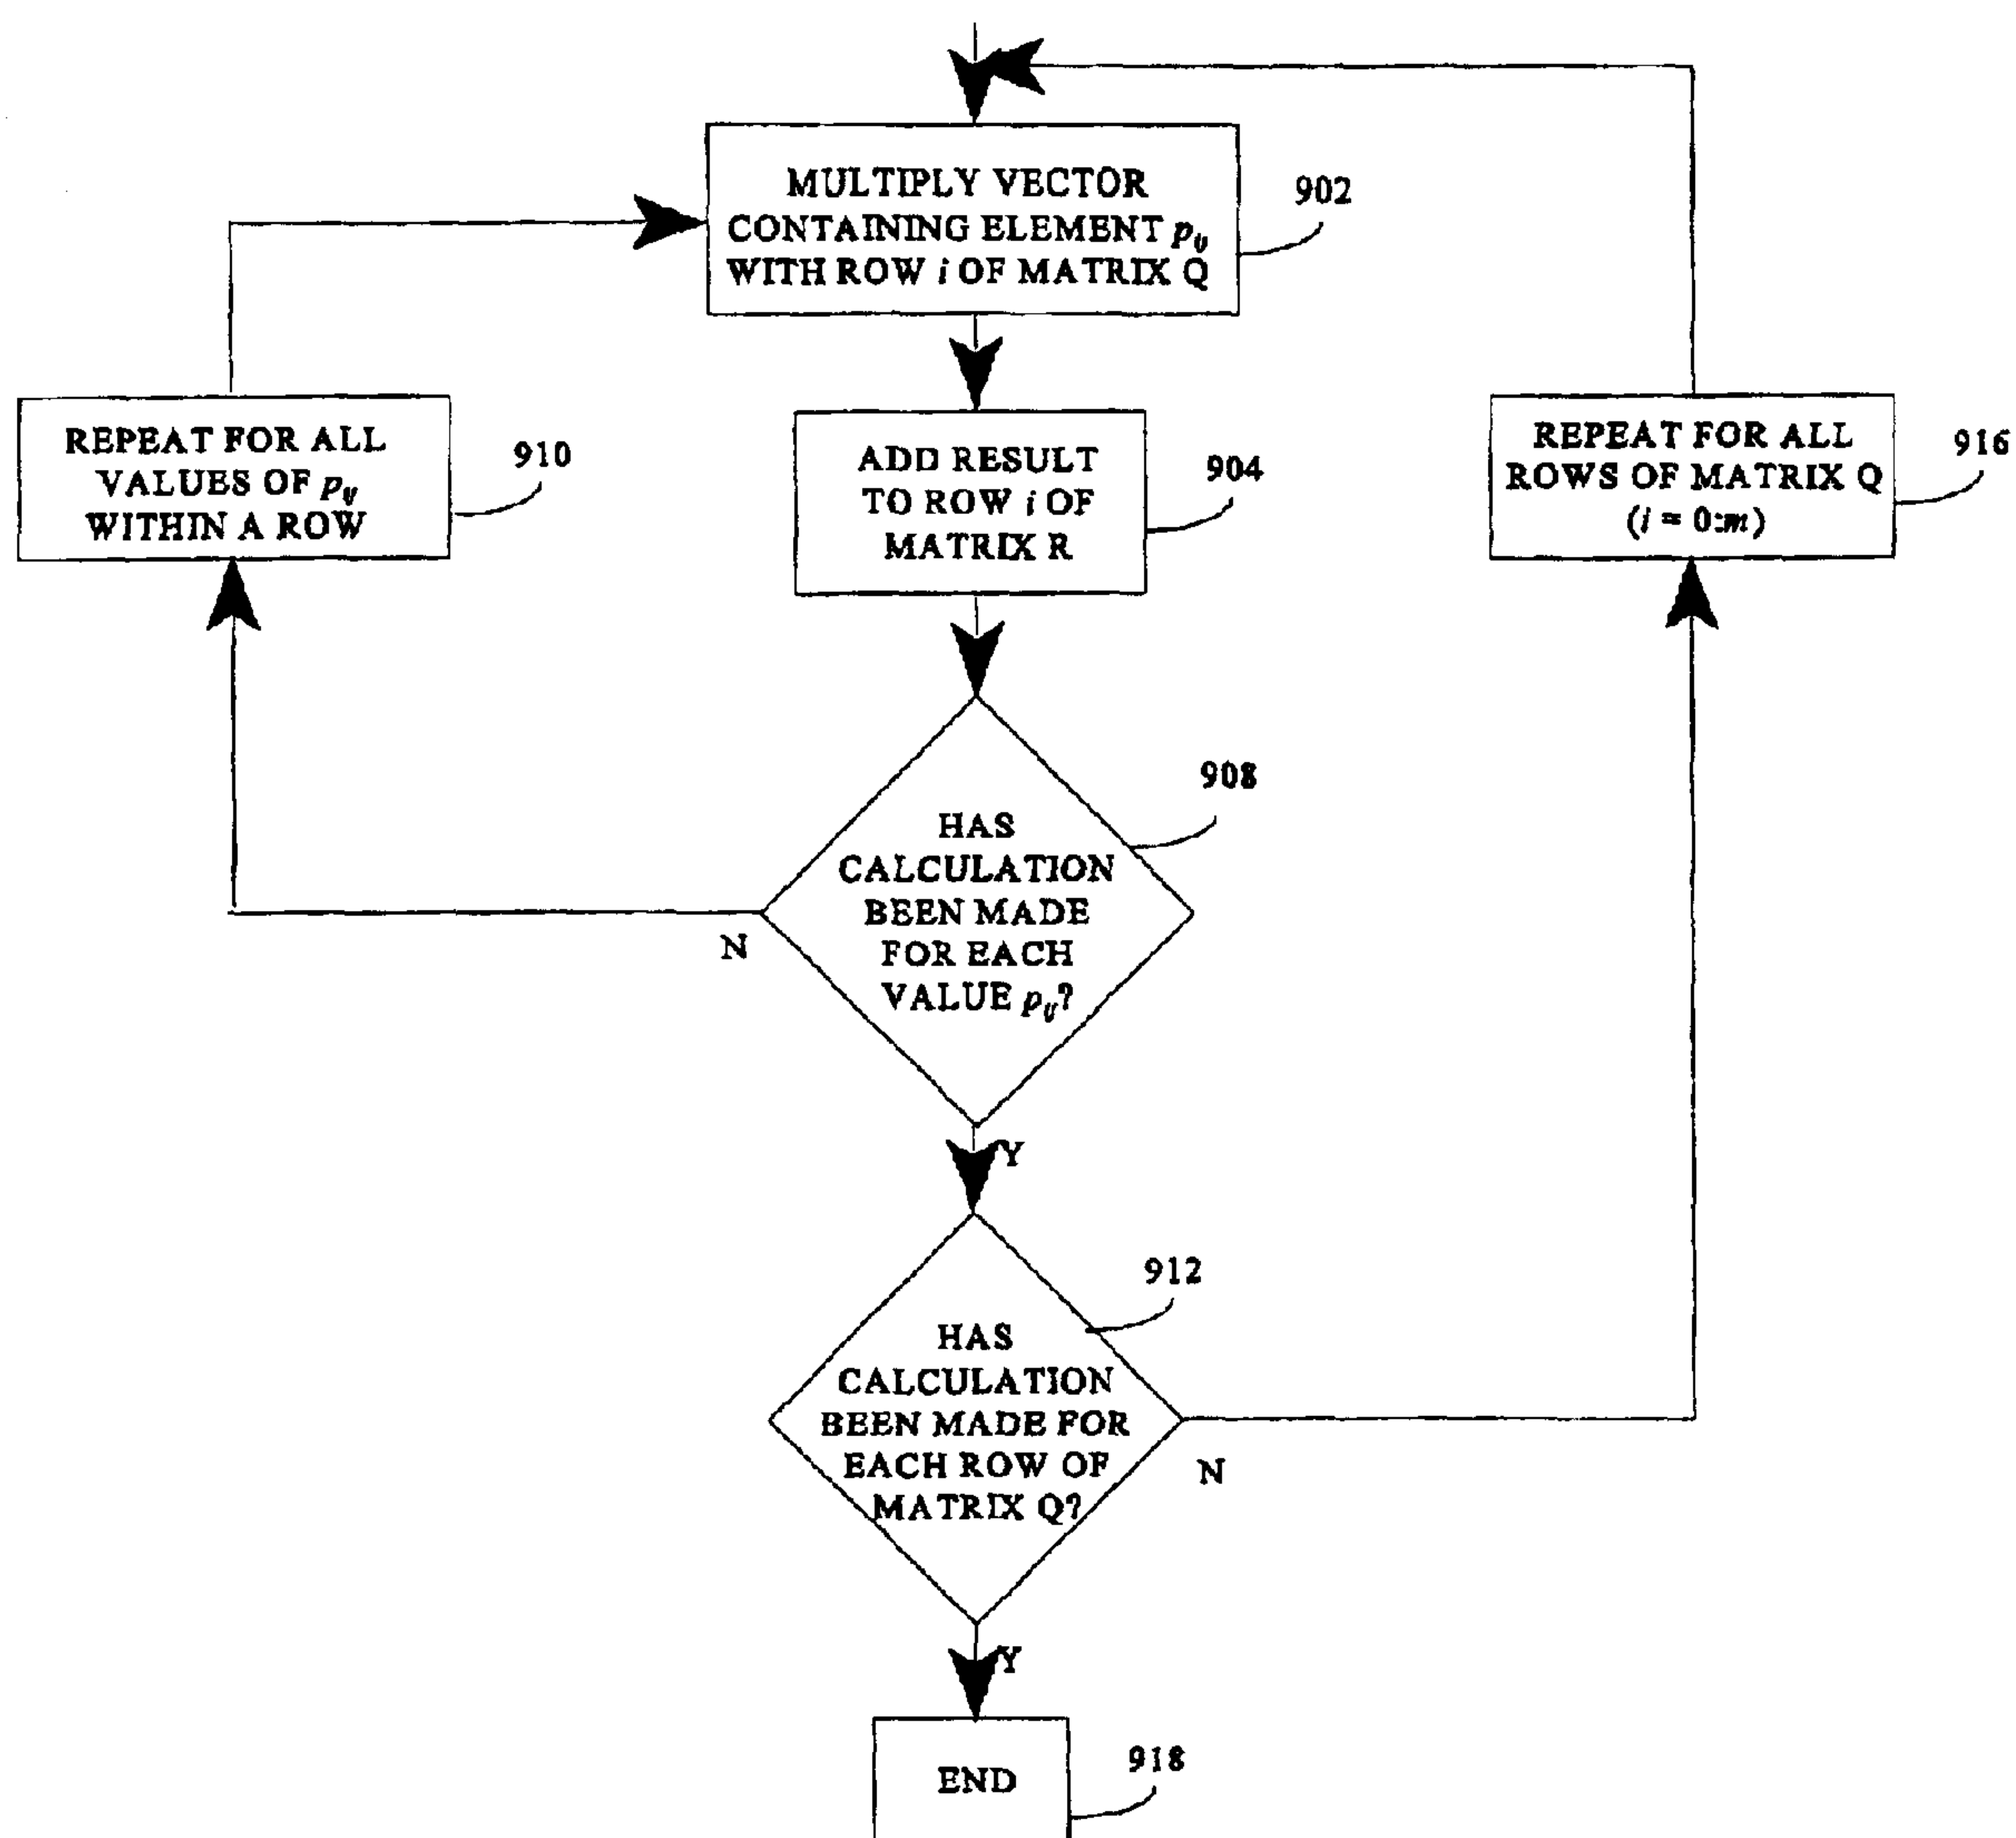 MULTIPLY VECTOR
CONTAINING ELEMENT pij
WITH ROW i OF MATRIX Q
902
REPEAT FOR ALL
VALUES OF pij
WITHIN A ROW
910
ADD RESULT
TO ROW i OF
MATRIX R
904
REPEAT FOR ALL
ROWS OF MATRIX Q
(i = 0:m)
916
908
HAS
CALCULATION
BEEN MADE
FOR EACH
VALUE pij?
N
Y
912
HAS
CALCULATION
BEEN MADE FOR
EACH ROW OF
MATRIX Q?
N
Y
END
918